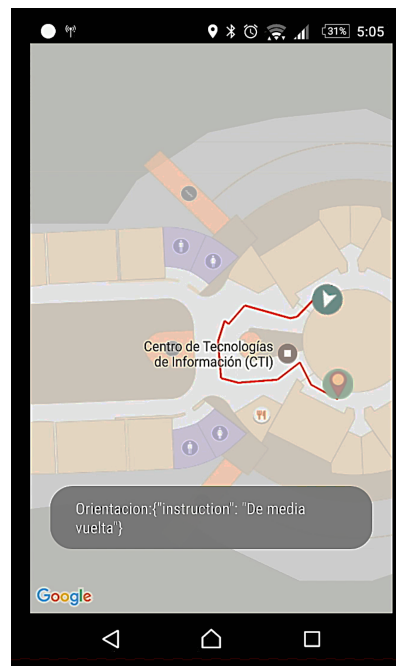 31% 5:05
Centro de Tecnologías
de Información (CTI)
Orientacion:{"instruction": "De media
vuelta"}
Google